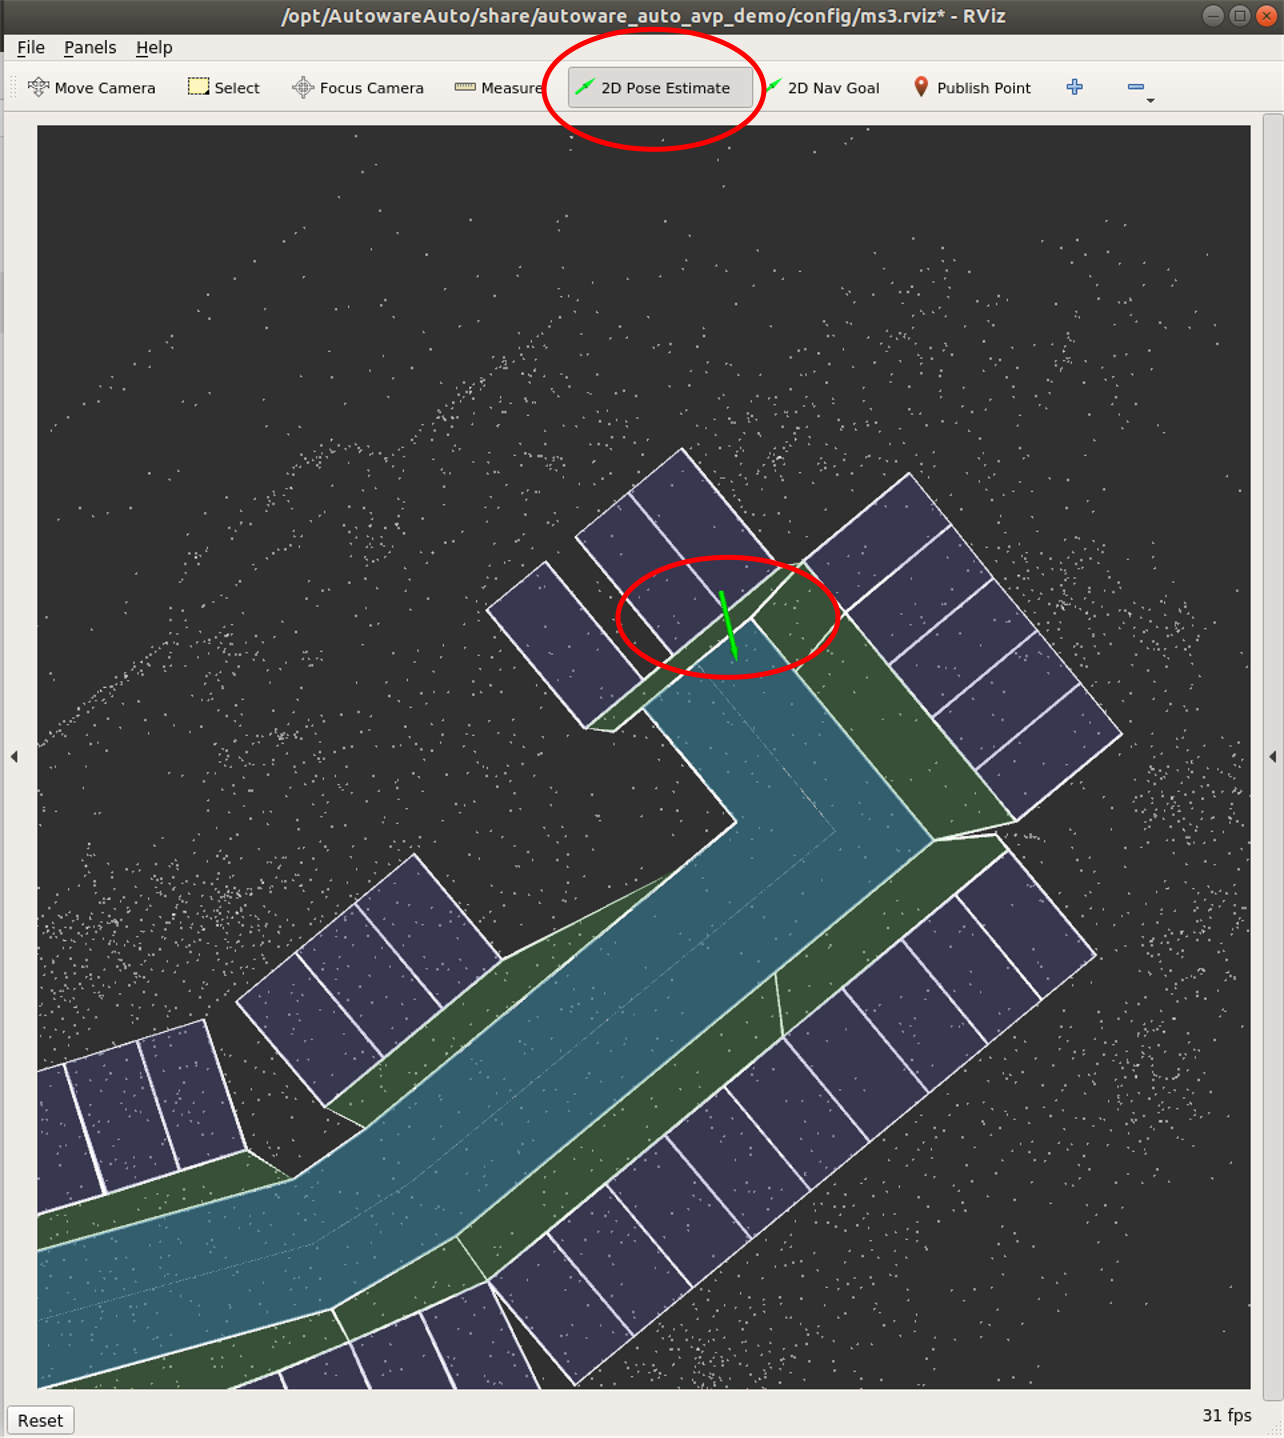 /opt/AutowareAuto/share/autoware_auto_avp_demo/config/ms3.rviz* - RViz
File Panels Help
Move Camera Select Focus Camera Measure 2D Pose Estimate 2D Nav Goal Publish Point
Reset 31 fps